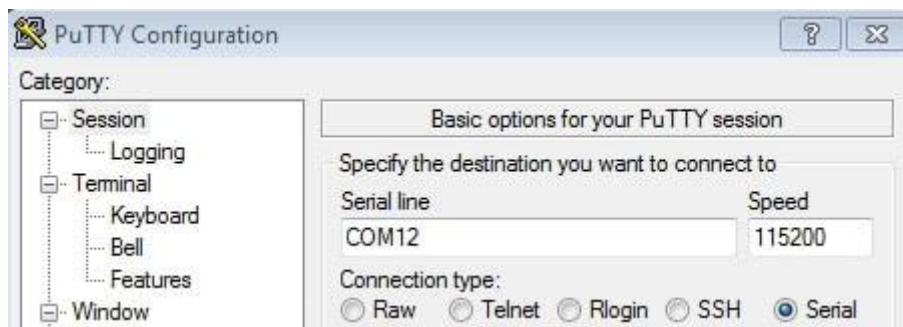 PuTTY Configuration
Category:
Session
Logging
Terminal
Keyboard
Bell
Features
Window
Basic options for your PuTTY session
Specify the destination you want to connect to
Serial line Speed
COM12 115200
Connection type:
Raw Telnet Rlogin SSH Serial